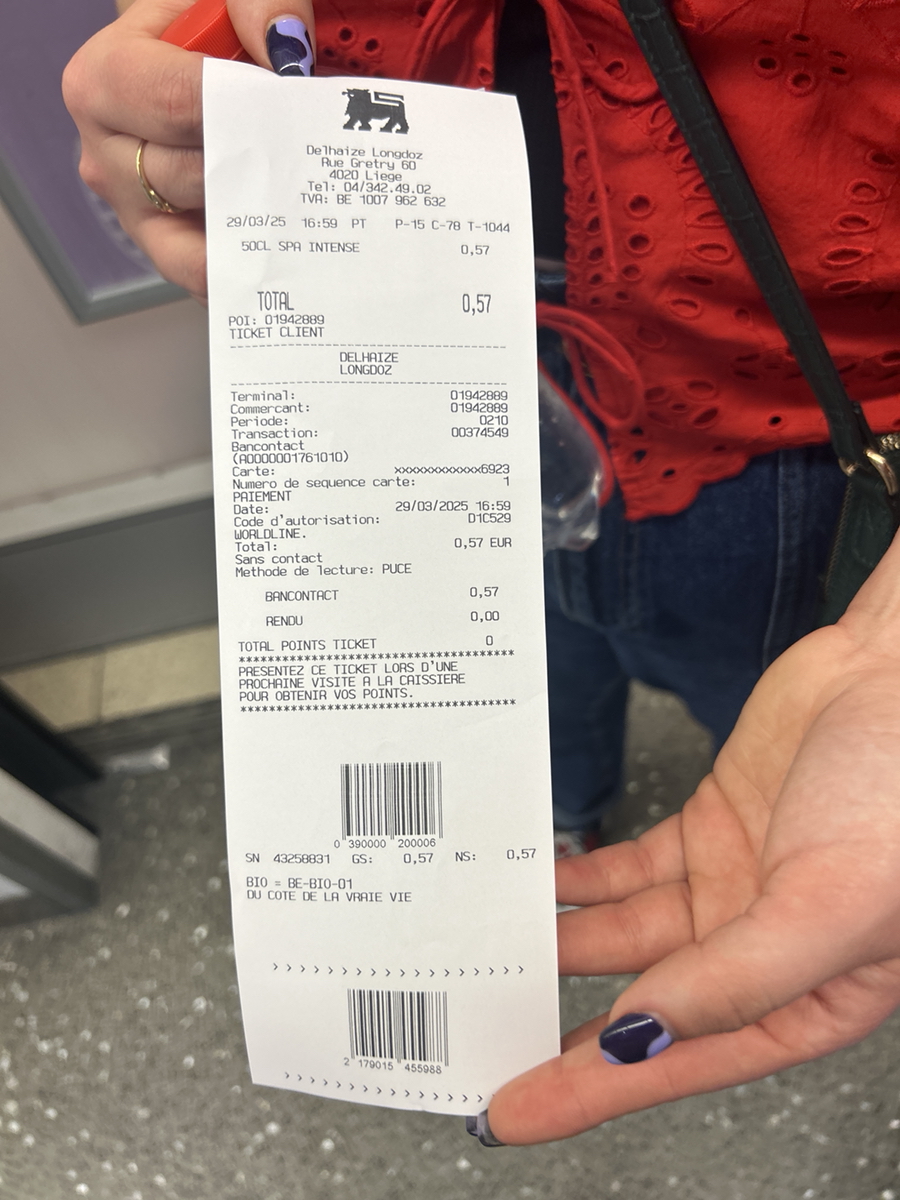 Delhaize Longdoz
Rue Gretry 60
4020 Liege
Tel: 04/342.49.02
TVA: BE 1007 962 632
29/03/25 16:59 PT P-15 C-78 T-1044
50CL SPA INTENSE 0,57
TOTAL 0,57
POI: 01942889
TICKET CLIENT
--------------------------------------
DELHAIZE
LONGDOZ
--------------------------------------
Terminal: 01942889
Commercant: 01942889
Periode: 0210
Transaction: 00374549
Bancontact
(A0000001761010)
Carte: xxxxxxxxxxxxx6923
Numero de sequence carte: 1
PAIEMENT
Date: 29/03/2025 16:59
Code d'autorisation: D1C529
WORLDLINE.
Total: 0,57 EUR
Sans contact
Methode de lecture: PUCE
BANCONTACT 0,57
RENDU 0,00
TOTAL POINTS TICKET 0
**************************************
PRESENTEZ CE TICKET LORS D'UNE
PROCHAINE VISITE A LA CAISSIERE
POUR OBTENIR VOS POINTS.
**************************************
0 390000 200006
SN 43258831 GS: 0,57 NS: 0,57
BIO = BE-BIO-01
DU COTE DE LA VRAIE VIE
> > > > > > > > > > > > > > > > > > >
2 179015 455988
> > > > > > > > > > > > > > >